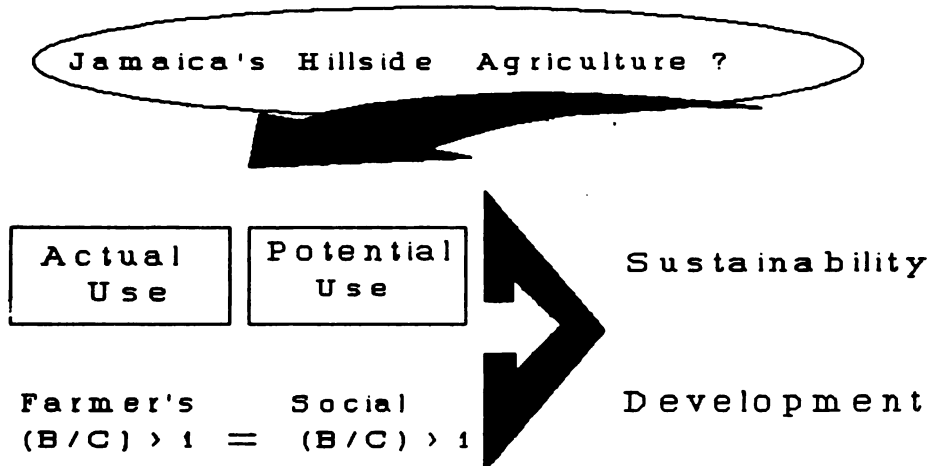 Jamaica's Hillside Agriculture ?
Actual
Use
Potential
Use
Sustainability
Farmer's
(B/C) > 1
=
Social
(B/C) > 1
Development